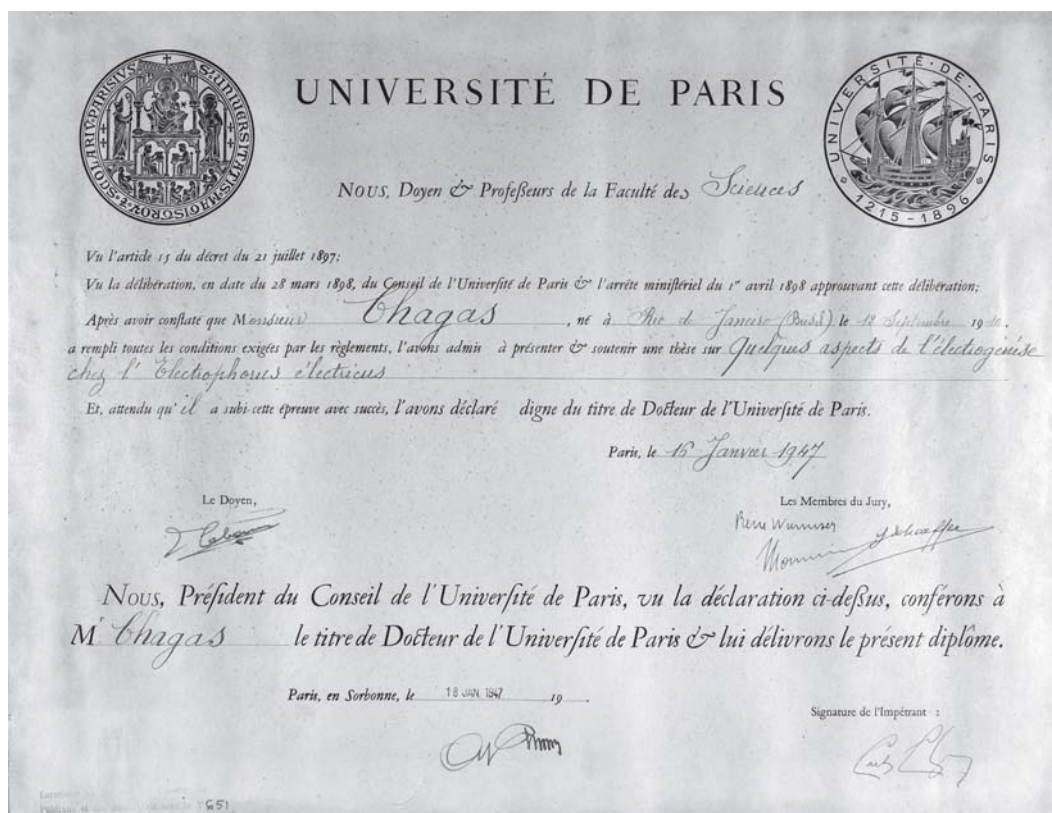 UNIVERSITÉ DE PARIS
UNIVERSITÉ·DE·PARIS
1215-1896
NOUS, Doyen & Profeßeurs de la Faculté des Sciences
Vu l'article 15 du décret du 21 juillet 1897;
Vu la délibération, en date du 28 mars 1898, du Conseil de l'Univerſité de Paris & l'arrêté miniſtériel du 1er avril 1898 approuvant cette délibération;
Après avoir conſtaté que Monsieur Chagas, né à Rio de Janeiro (Brésil) le 12 Septembre 1910,
a rempli toutes les conditions exigées par les règlements, l'avons admis à préſenter & soutenir une thèse sur Quelques aspects de l'électrogénèse
chez l'Electrophorus électricus
Et, attendu qu'il a subi cette épreuve avec succès, l'avons déclaré digne du titre de Docteur de l'Univerſité de Paris.
Paris, le 16 Janvier 1947
Le Doyen,
Les Membres du Jury,
René Wurmser
NOUS, Préſident du Conseil de l'Univerſité de Paris, vu la déclaration ci-deßus, conférons à
Mr Chagas le titre de Docteur de l'Univerſité de Paris & lui délivrons le préſent diplôme.
Paris, en Sorbonne, le 18 JAN 1947 19
Signature de l'Impétrant :
651